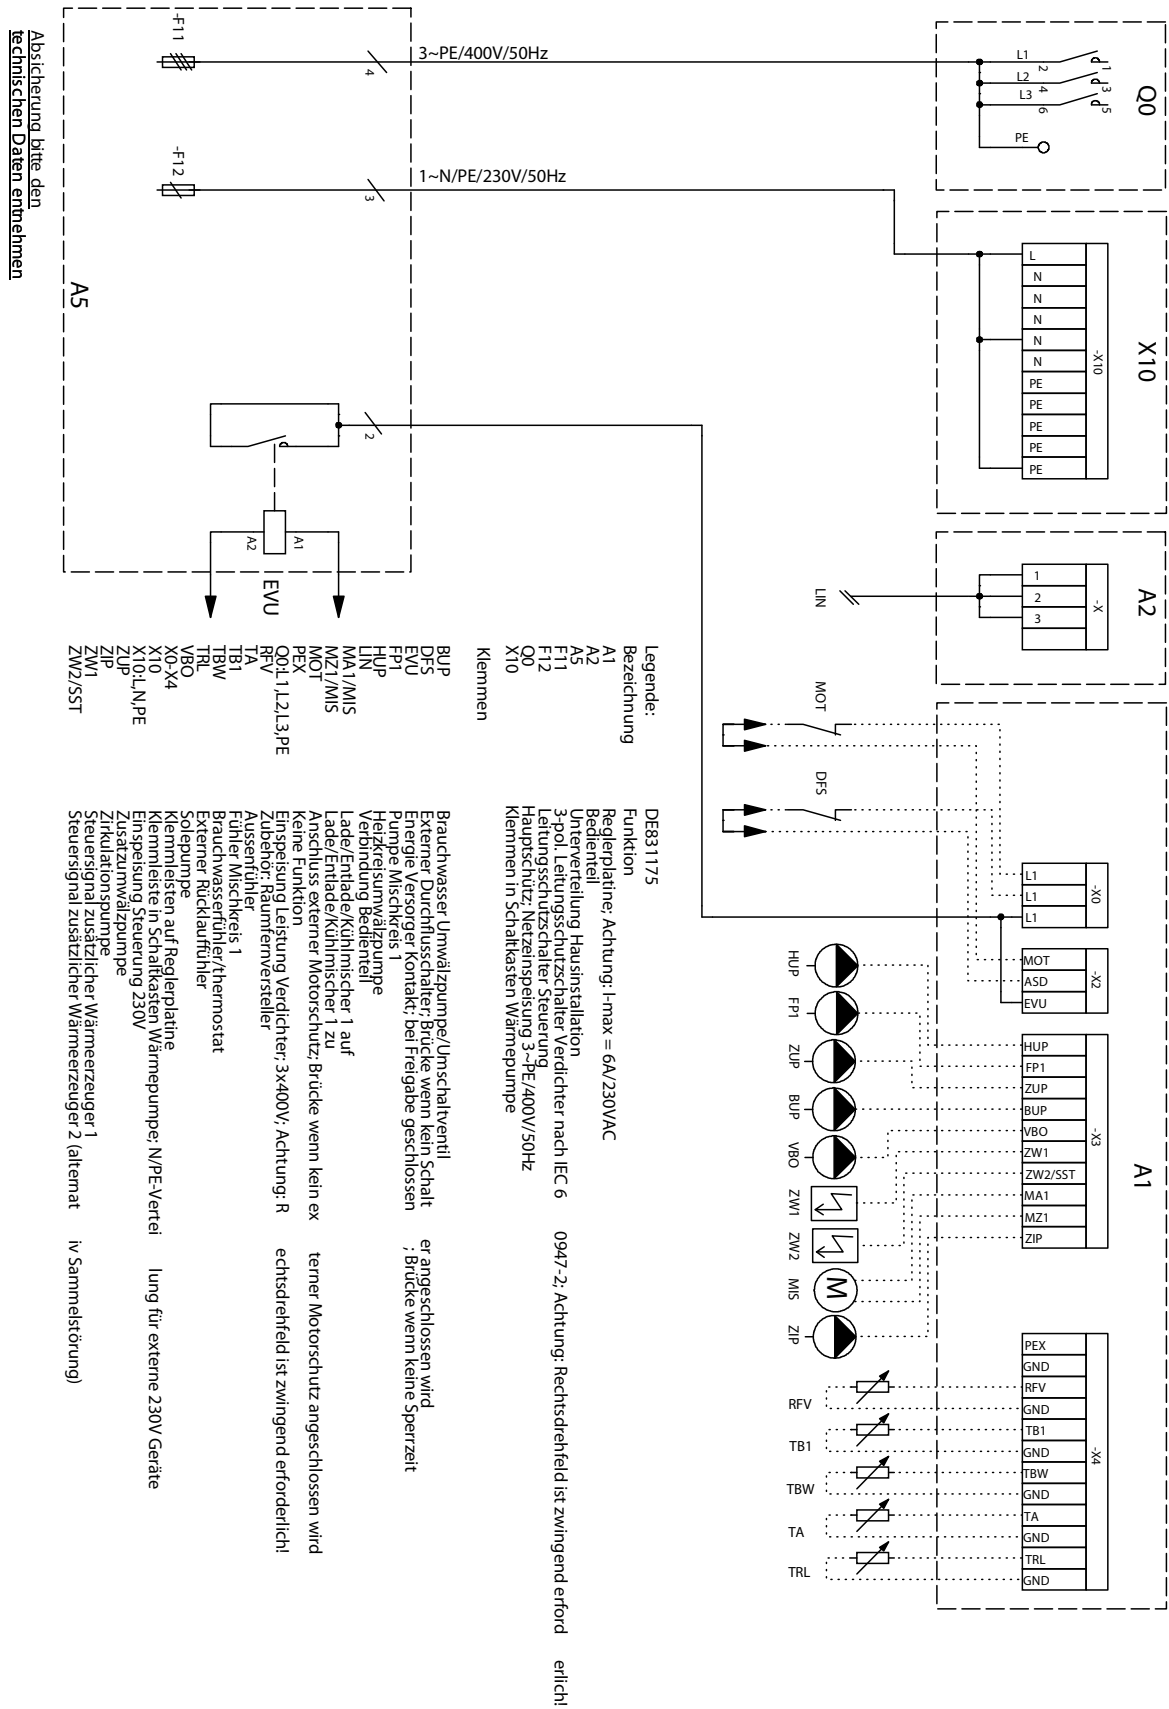 Q0
L1
2
1
L2
4
3
L3
6
5
PE
X10
-X10
L
N
N
N
N
N
PE
PE
PE
PE
PE
A2
-X
1
2
3
LIN
A1
-X0
L1
L1
L1
-X2
MOT
ASD
EVU
-X3
HUP
FP1
ZUP
BUP
VBO
ZW1
ZW2/SST
MA1
MZ1
ZIP
-X4
PEX
GND
RFV
GND
TB1
GND
TBW
GND
TA
GND
TRL
GND
MOT
DFS
HUP
FP1
ZUP
BUP
VBO
ZW1
ZW2
MIS
M
ZIP
RFV
TB1
TBW
TA
TRL
3~PE/400V/50Hz
1~N/PE/230V/50Hz
-F11
4
-F12
3
2
A5
A1
A2
EVU
Absicherung bitte den
technischen Daten entnehmen
Legende: DE831175
Bezeichnung Funktion
A1 Reglerplatine; Achtung: I-max = 6A/230VAC
A2 Bedienteil
A5 Unterverteilung Hausinstallation
F11 3-pol. Leitungsschutzschalter Verdichter nach IEC 6 0947-2; Achtung: Rechtsdrehfeld ist zwingend erford erlich!
F12 Leitungsschutzschalter Steuerung
Q0 Hauptschütz; Netzeinspeisung 3~PE/400V/50Hz
X10 Klemmen in Schaltkasten Wärmepumpe
Klemmen
BUP Brauchwasser Umwälzpumpe/Umschaltventil
DFS Externer Durchflusschalter; Brücke wenn kein Schalt er angeschlossen wird
EVU Energie Versorger Kontakt; bei Freigabe geschlossen ; Brücke wenn keine Sperrzeit
FP1 Pumpe Mischkreis 1
HUP Heizkreisumwälzpumpe
LIN Verbindung Bedienteil
MA1/MIS Lade/Entlade/Kühlmischer 1 auf
MZ1/MIS Lade/Entlade/Kühlmischer 1 zu
MOT Anschluss externer Motorschutz; Brücke wenn kein ex terner Motorschutz angeschlossen wird
PEX Keine Funktion
Q0:L1,L2,L3,PE Einspeisung Leistung Verdichter; 3x400V; Achtung: R echtsdrehfeld ist zwingend erforderlich!
RFV Zubehör: Raumfernversteller
TA Aussenfühler
TB1 Fühler Mischkreis 1
TBW Brauchwasserfühler/thermostat
TRL Externer Rücklauffühler
VBO Solepumpe
X0-X4 Klemmleisten auf Reglerplatine
X10 Klemmleiste in Schaltkasten Wärmepumpe; N/PE-Vertei lung für externe 230V Geräte
X10:L,N,PE Einspeisung Steuerung 230V
ZUP Zusatzumwälzpumpe
ZIP Zirkulationspumpe
ZW1 Steuersignal zusätzlicher Wärmeerzeuger 1
ZW2/SST Steuersignal zusätzlicher Wärmeerzeuger 2 (alternat iv Sammelstörung)